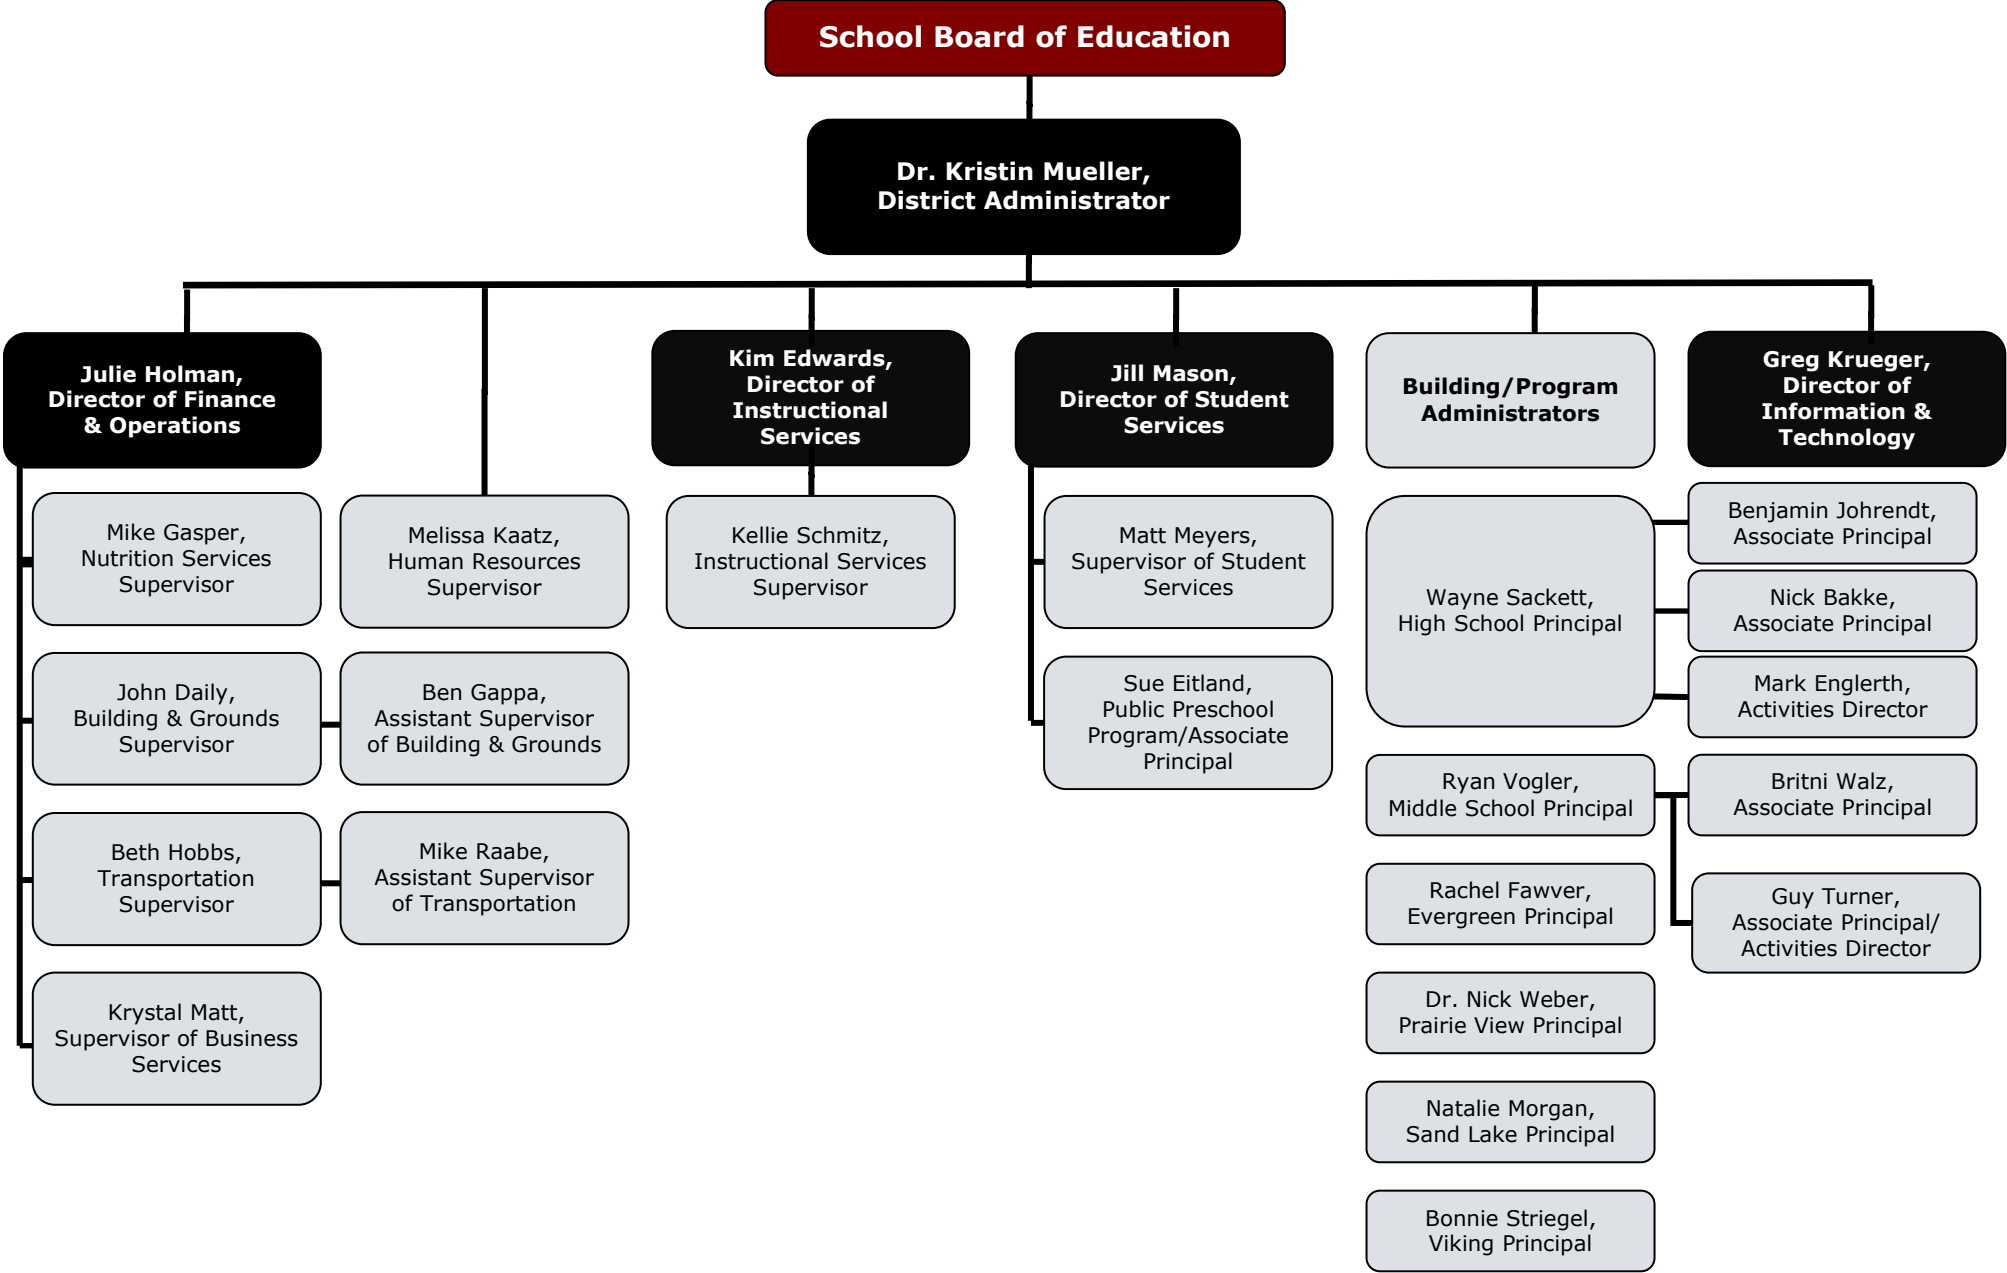 School Board of Education
Dr. Kristin Mueller,
District Administrator
Julie Holman,
Director of Finance
& Operations
Kim Edwards,
Director of
Instructional
Services
Jill Mason,
Director of Student
Services
Building/Program
Administrators
Greg Krueger,
Director of
Information &
Technology
Mike Gasper,
Nutrition Services
Supervisor
Melissa Kaatz,
Human Resources
Supervisor
Kellie Schmitz,
Instructional Services
Supervisor
Matt Meyers,
Supervisor of Student
Services
Wayne Sackett,
High School Principal
Benjamin Johrendt,
Associate Principal
Nick Bakke,
Associate Principal
Mark Englerth,
Activities Director
John Daily,
Building & Grounds
Supervisor
Ben Gappa,
Assistant Supervisor
of Building & Grounds
Sue Eitland,
Public Preschool
Program/Associate
Principal
Ryan Vogler,
Middle School Principal
Britni Walz,
Associate Principal
Beth Hobbs,
Transportation
Supervisor
Mike Raabe,
Assistant Supervisor
of Transportation
Rachel Fawver,
Evergreen Principal
Guy Turner,
Associate Principal/
Activities Director
Krystal Matt,
Supervisor of Business
Services
Dr. Nick Weber,
Prairie View Principal
Natalie Morgan,
Sand Lake Principal
Bonnie Striegel,
Viking Principal